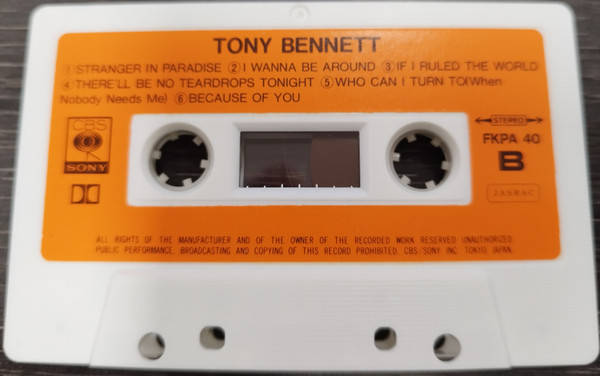 TONY BENNETT
①STRANGER IN PARADISE ②I WANNA BE AROUND ③IF I RULED THE WORLD
④THERE'LL BE NO TEARDROPS TONIGHT ⑤WHO CAN I TURN TO(When
Nobody Needs Me) ⑥BECAUSE OF YOU
CBS
SONY
STEREO
FKPA 40
B
JASRAC
ALL RIGHTS OF THE MANUFACTURER AND OF THE OWNER OF THE RECORDED WORK RESERVED UNAUTHORIZED
PUBLIC PERFORMANCE, BROADCASTING AND COPYING OF THIS RECORD PROHIBITED. CBS/SONY INC. TOKYO JAPAN.